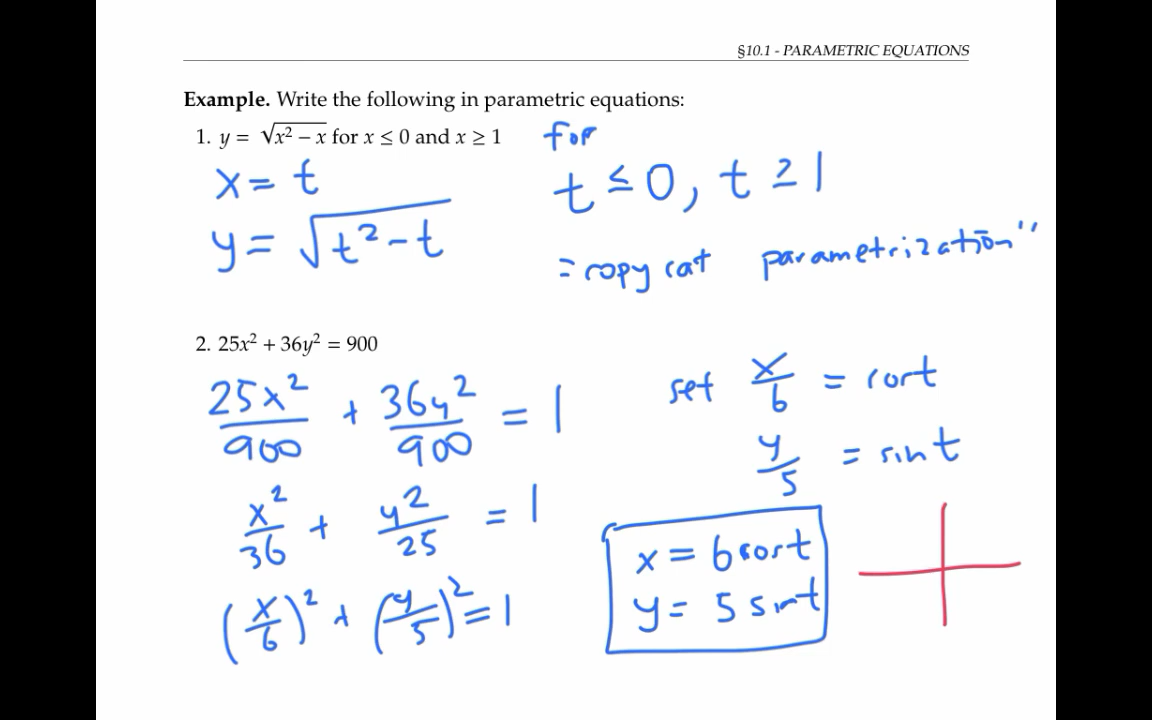 §10.1 - PARAMETRIC EQUATIONS
Example. Write the following in parametric equations:
1. y = √(x² − x) for x ≤ 0 and x ≥ 1
for
x = t
t ≤ 0, t ≥ 1
y = √(t² − t)
= copy cat parametrization"
2. 25x² + 36y² = 900
25x²/900 + 36y²/900 = 1
set x/6 = cos t
y/5 = sin t
x²/36 + y²/25 = 1
x = 6 cos t
y = 5 sin t
(x/6)² + (y/5)² = 1